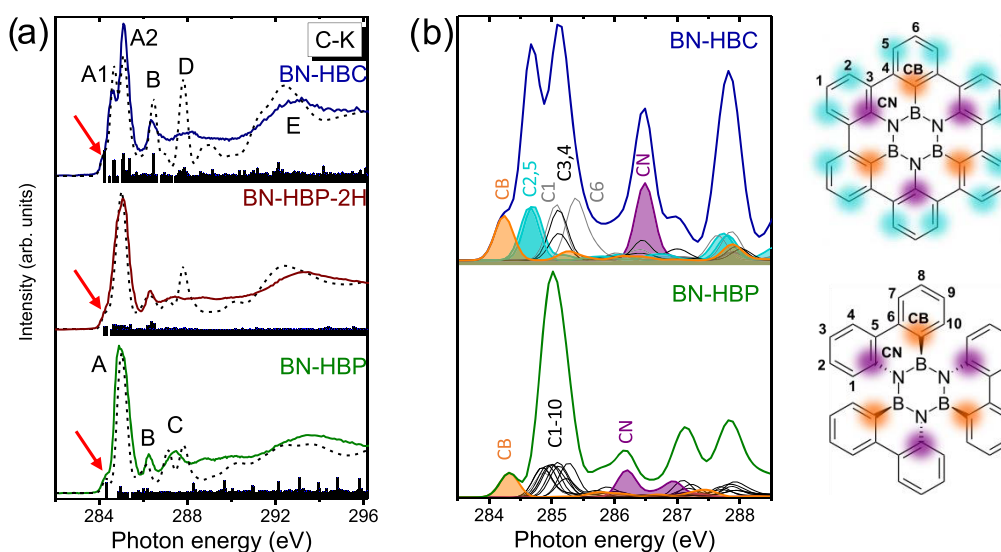 (a)
C-K
A1
A2
B
D
E
BN-HBC
BN-HBP-2H
A
B
C
BN-HBP
Intensity (arb. units)
284 288 292 296
Photon energy (eV)
(b)
BN-HBC
CB
C2,5
C1
C3,4
C6
CN
BN-HBP
CB
C1-10
CN
284 285 286 287 288
Photon energy (eV)
6
5
4
CB
2
1
3
CN
B
N N
B B
N
8
7
9
6
CB
10
4
3
5
CN
2
1
B
N N
B B
N